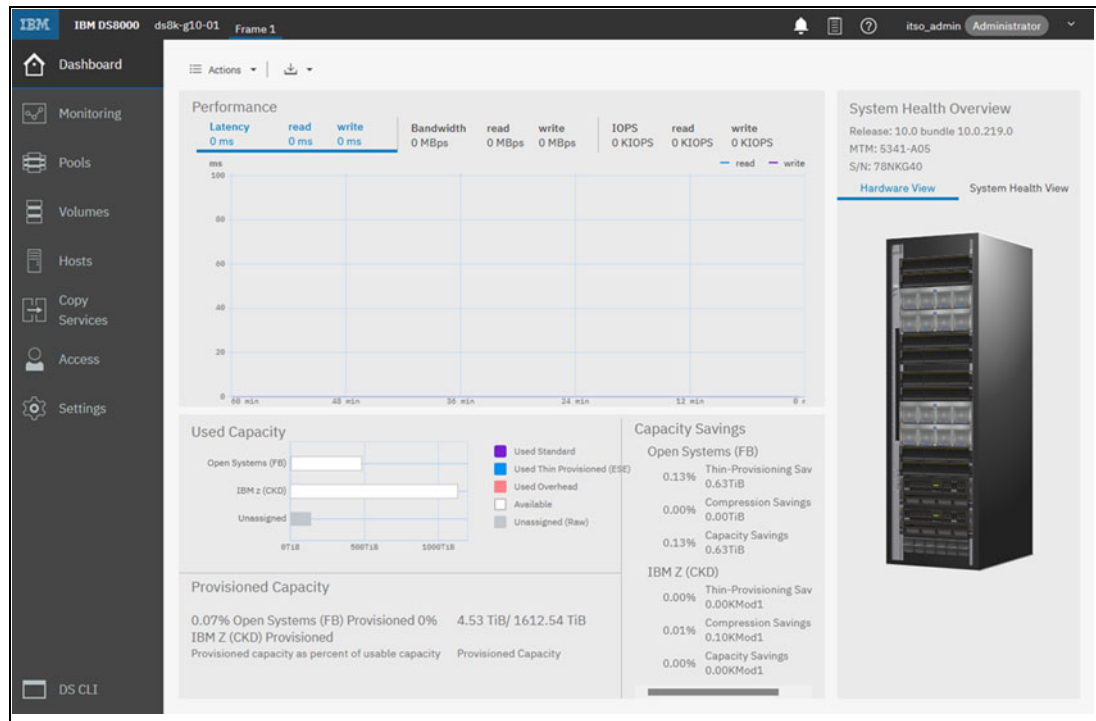 IBM IBM DS8000 ds8k-g10-01 Frame 1 itso_admin Administrator
Dashboard
Monitoring
Pools
Volumes
Hosts
Copy
Services
Access
Settings
DS CLI
Actions
Performance
Latency read write Bandwidth read write IOPS read write
0 ms 0 ms 0 ms 0 MBps 0 MBps 0 MBps 0 KIOPS 0 KIOPS 0 KIOPS
ms read write
100
80
60
40
20
0
60 min 48 min 36 min 24 min 12 min 0
Used Capacity
Open Systems (FB)
IBM z (CKD)
Unassigned
0TiB 500TiB 1000TiB
Used Standard
Used Thin Provisioned (ESE)
Used Overhead
Available
Unassigned (Raw)
Provisioned Capacity
0.07% Open Systems (FB) Provisioned 0% 4.53 TiB/ 1612.54 TiB
IBM Z (CKD) Provisioned
Provisioned capacity as percent of usable capacity Provisioned Capacity
Capacity Savings
Open Systems (FB)
0.13% Thin-Provisioning Sav
0.63TiB
0.00% Compression Savings
0.00TiB
0.13% Capacity Savings
0.63TiB
IBM Z (CKD)
0.00% Thin-Provisioning Sav
0.00KMod1
0.01% Compression Savings
0.10KMod1
0.00% Capacity Savings
0.00KMod1
System Health Overview
Release: 10.0 bundle 10.0.219.0
MTM: 5341-A05
S/N: 78NKG40
Hardware View System Health View